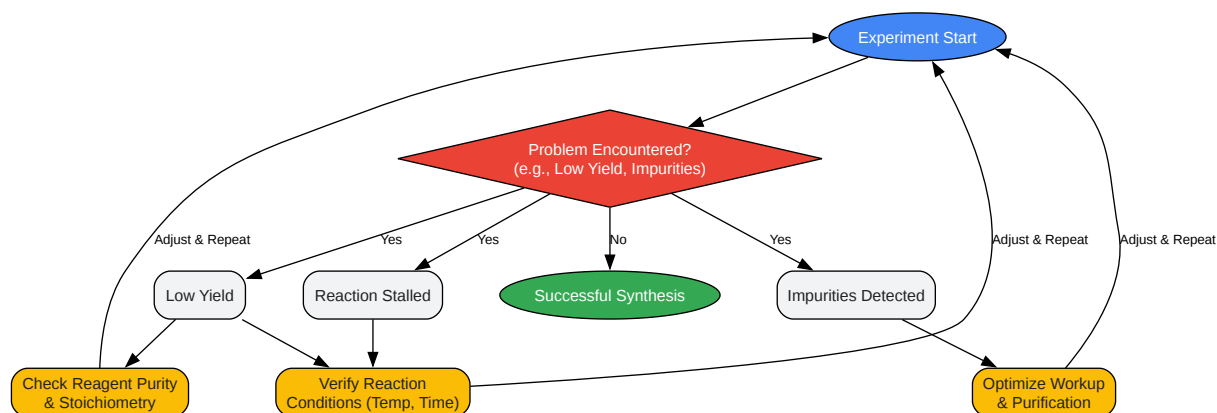 Experiment Start
Problem Encountered?
(e.g., Low Yield, Impurities)
Adjust & Repeat
Yes
Yes
No
Yes
Adjust & Repeat
Adjust & Repeat
Low Yield
Reaction Stalled
Successful Synthesis
Impurities Detected
Check Reagent Purity
& Stoichiometry
Verify Reaction
Conditions (Temp, Time)
Optimize Workup
& Purification